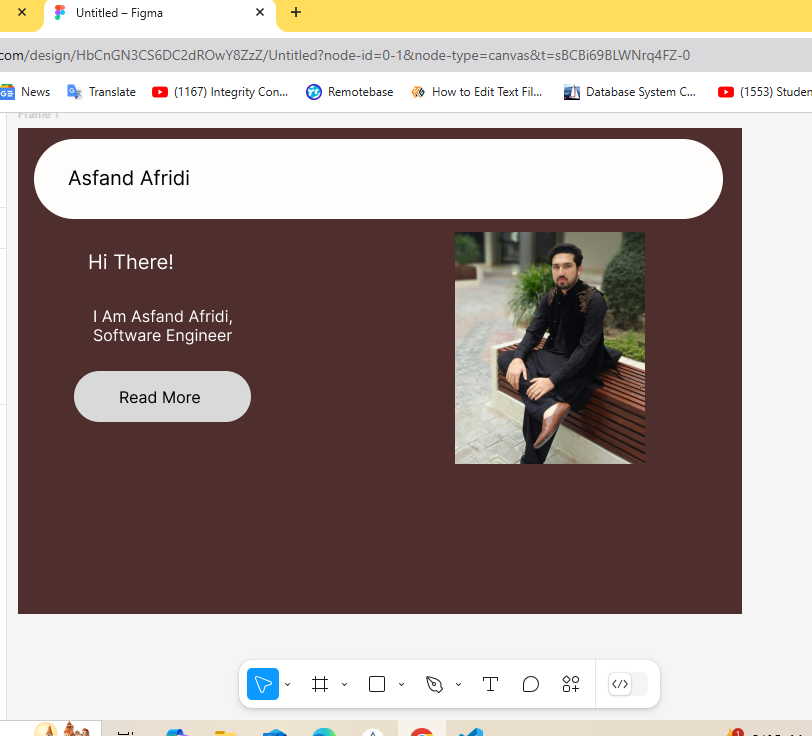 Untitled – Figma
com/design/HbCnGN3CS6DC2dROwY8ZzZ/Untitled?node-id=0-1&node-type=canvas&t=sBCBi69BLWNrq4FZ-0
News Translate (1167) Integrity Con... Remotebase How to Edit Text Fil... Database System C... (1553) Studen
Frame 1
Asfand Afridi
Hi There!
I Am Asfand Afridi,
Software Engineer
Read More